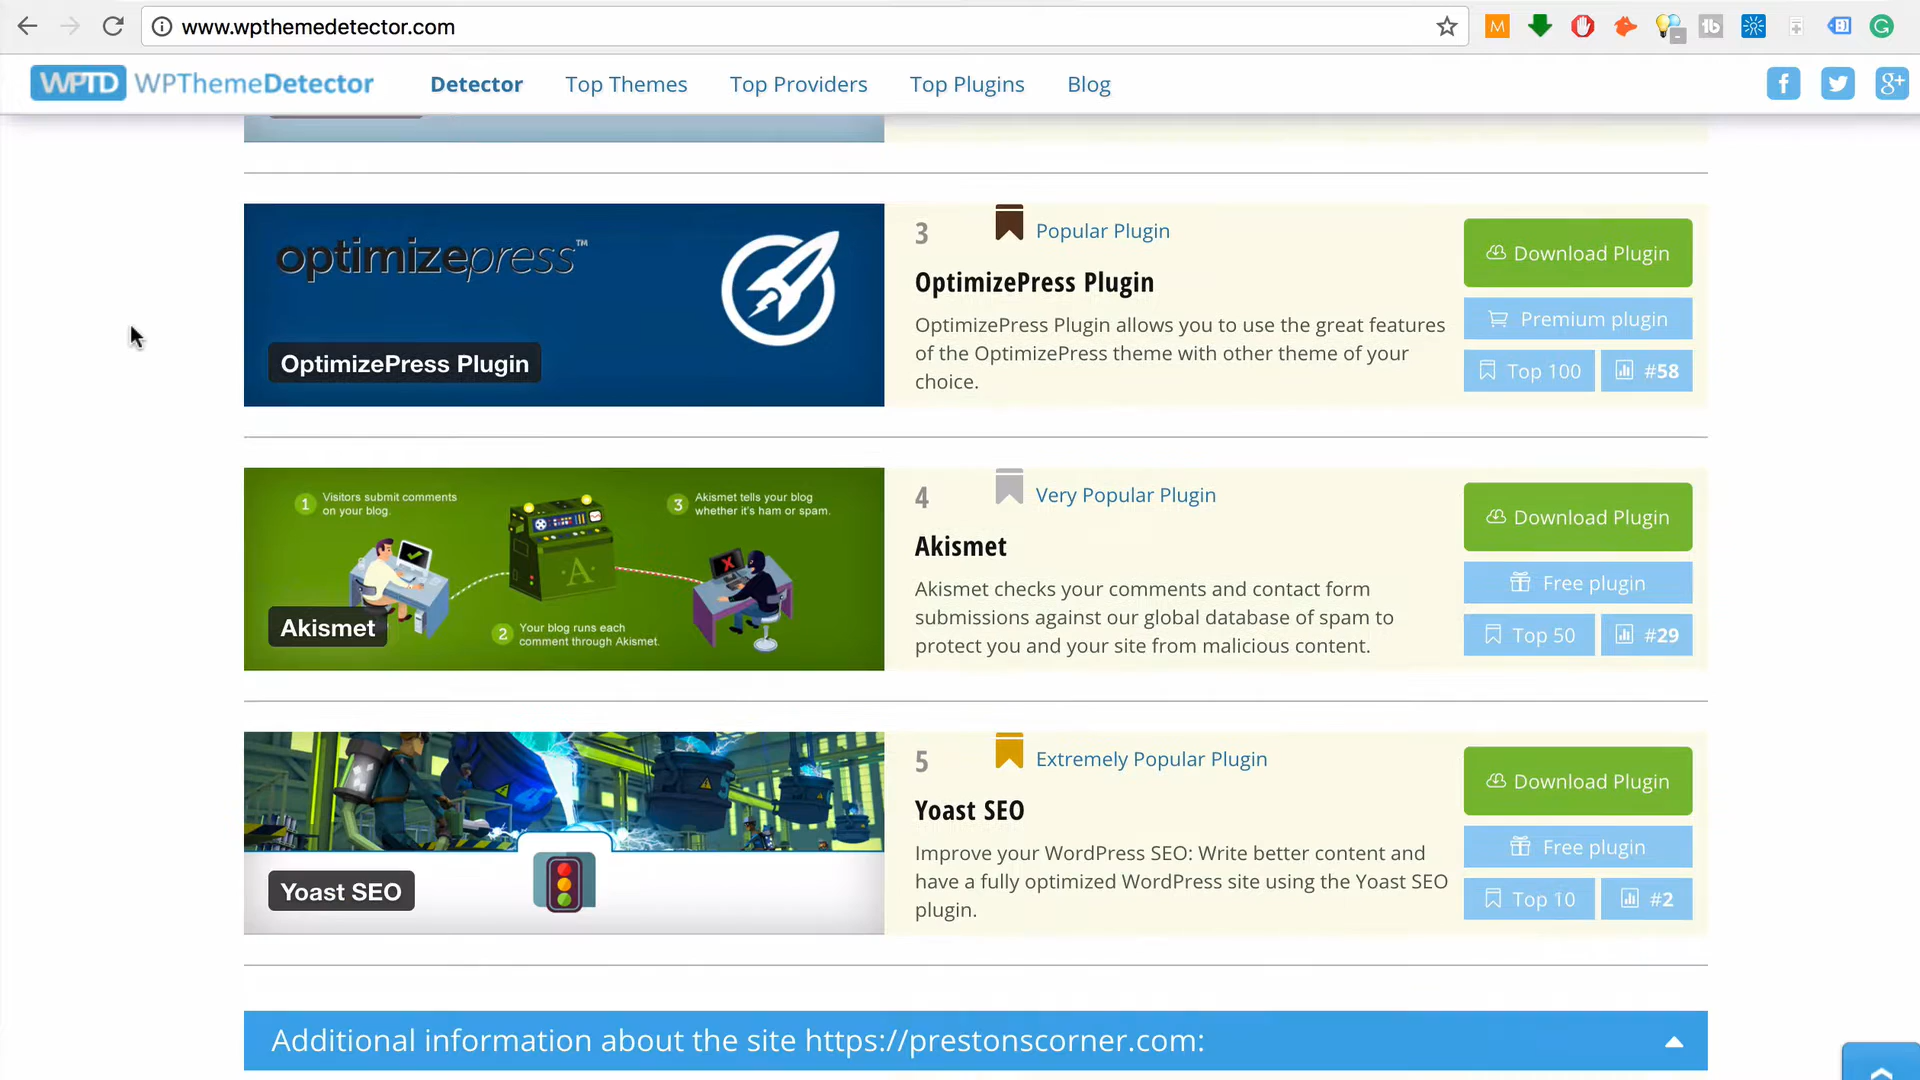 www.wpthemedetector.com
WPTD WPThemeDetector Detector Top Themes Top Providers Top Plugins Blog
optimizepress™
OptimizePress Plugin
3 Popular Plugin
OptimizePress Plugin
OptimizePress Plugin allows you to use the great features
of the OptimizePress theme with other theme of your
choice.
Download Plugin
Premium plugin
Top 100 #58
1 Visitors submit comments
on your blog.
3 Akismet tells your blog
whether it's ham or spam.
A
2 Your blog runs each
comment through Akismet.
Akismet
4 Very Popular Plugin
Akismet
Akismet checks your comments and contact form
submissions against our global database of spam to
protect you and your site from malicious content.
Download Plugin
Free plugin
Top 50 #29
Yoast SEO
5 Extremely Popular Plugin
Yoast SEO
Improve your WordPress SEO: Write better content and
have a fully optimized WordPress site using the Yoast SEO
plugin.
Download Plugin
Free plugin
Top 10 #2
Additional information about the site https://prestonscorner.com: